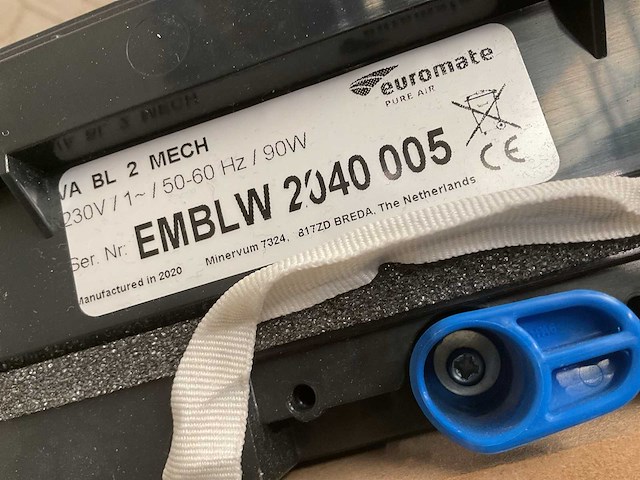 euromate
PURE AIR
VA BL 2 MECH
230V / 1~ / 50-60 Hz / 90W
Ser. Nr: EMBLW 2040 005
CE
Manufactured in 2020 Minervum 7324, 817ZD BREDA, The Netherlands